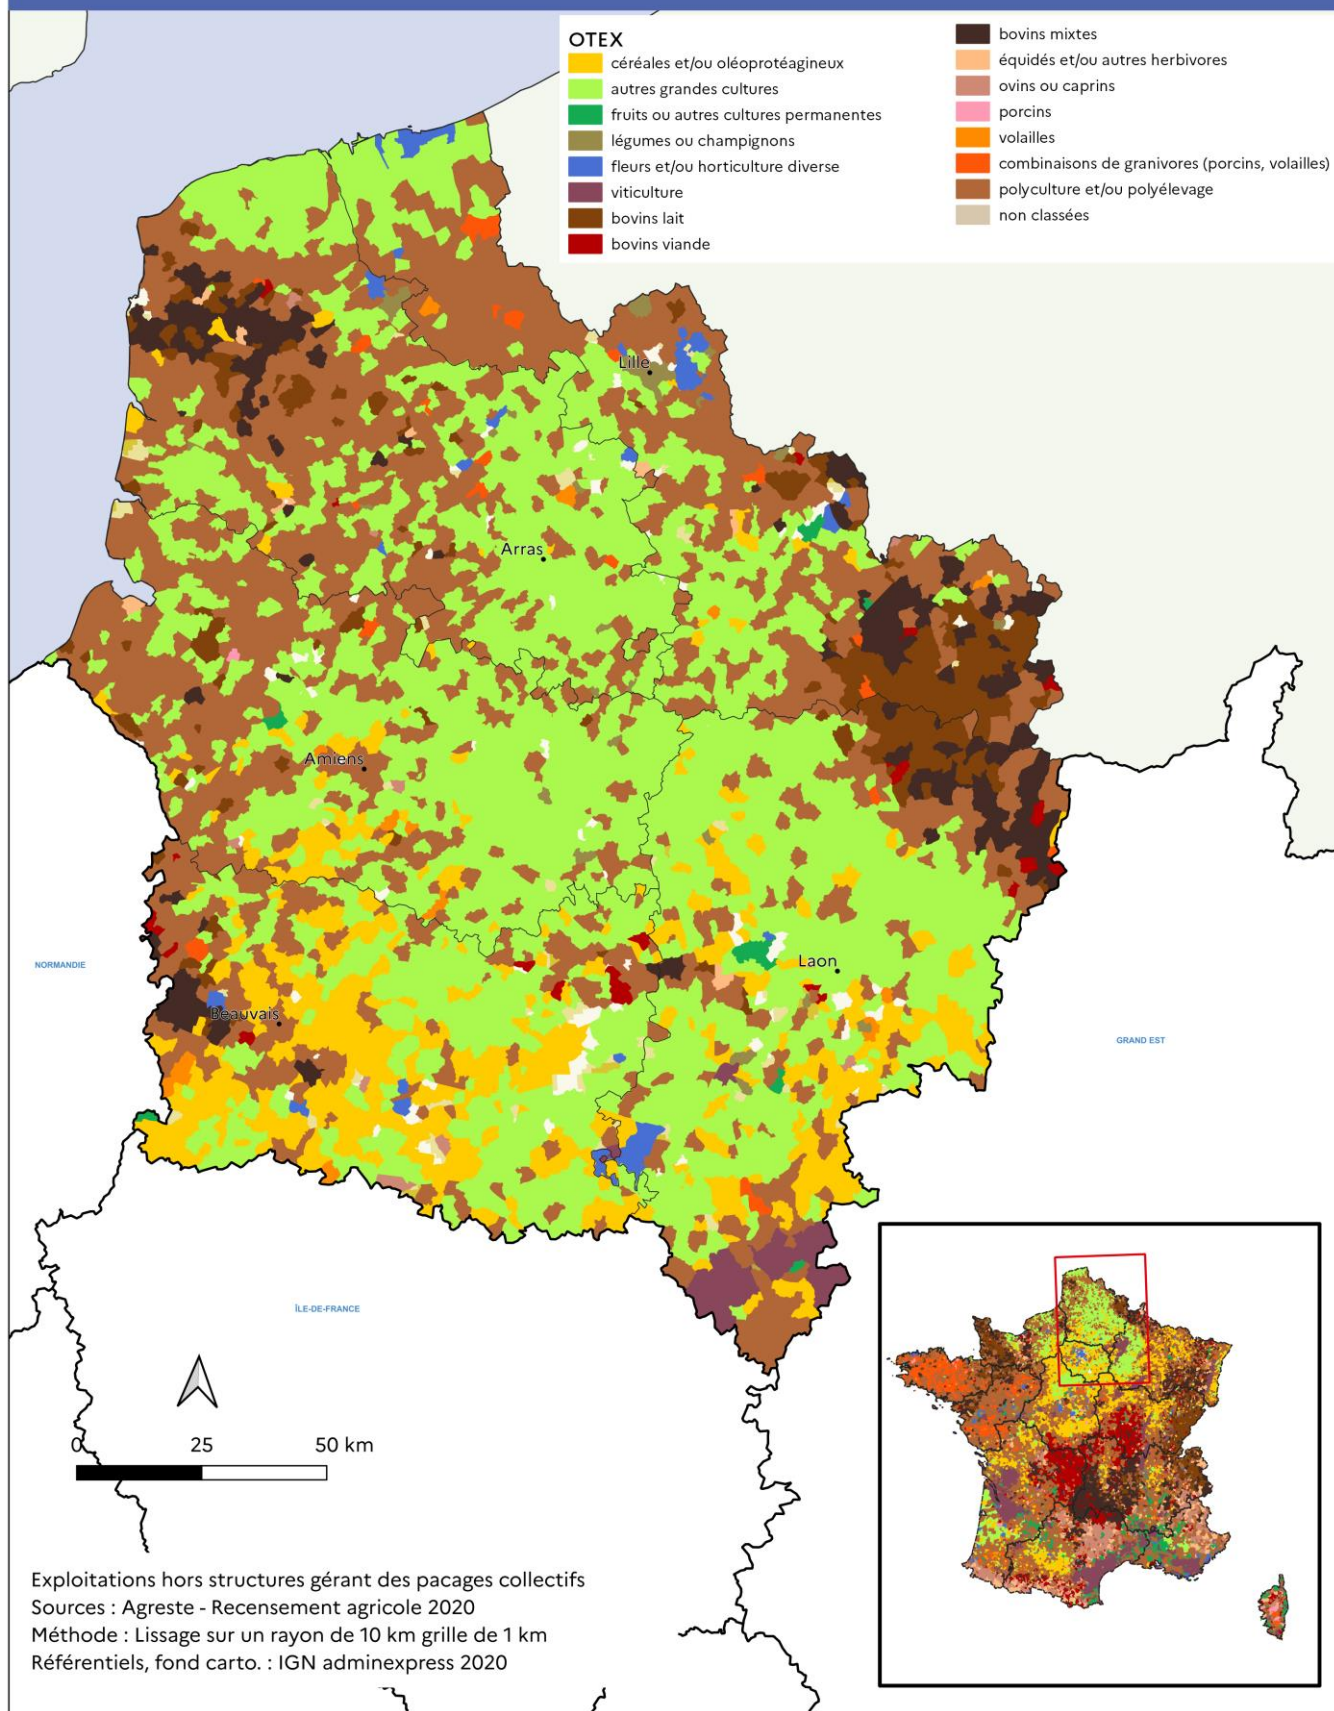 OTEX
céréales et/ou oléoprotéagineux
autres grandes cultures
fruits ou autres cultures permanentes
légumes ou champignons
fleurs et/ou horticulture diverse
viticulture
bovins lait
bovins viande
bovins mixtes
équidés et/ou autres herbivores
ovins ou caprins
porcins
volailles
combinaisons de granivores (porcins, volailles)
polyculture et/ou polyélevage
non classées
Lille
Arras
Amiens
Laon
NORMANDIE
Beauvais
GRAND EST
ÎLE-DE-FRANCE
0 25 50 km
Exploitations hors structures gérant des pacages collectifs
Sources : Agreste - Recensement agricole 2020
Méthode : Lissage sur un rayon de 10 km grille de 1 km
Référentiels, fond carto. : IGN adminexpress 2020